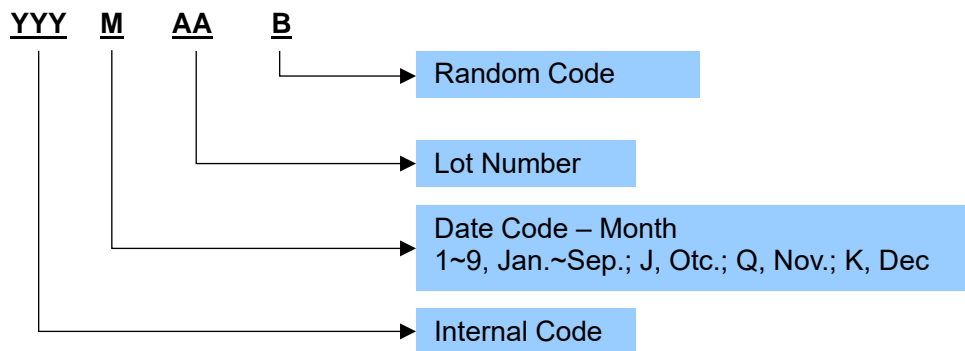 YYY M AA B
Random Code
Lot Number
Date Code – Month
1~9, Jan.~Sep.; J, Otc.; Q, Nov.; K, Dec
Internal Code